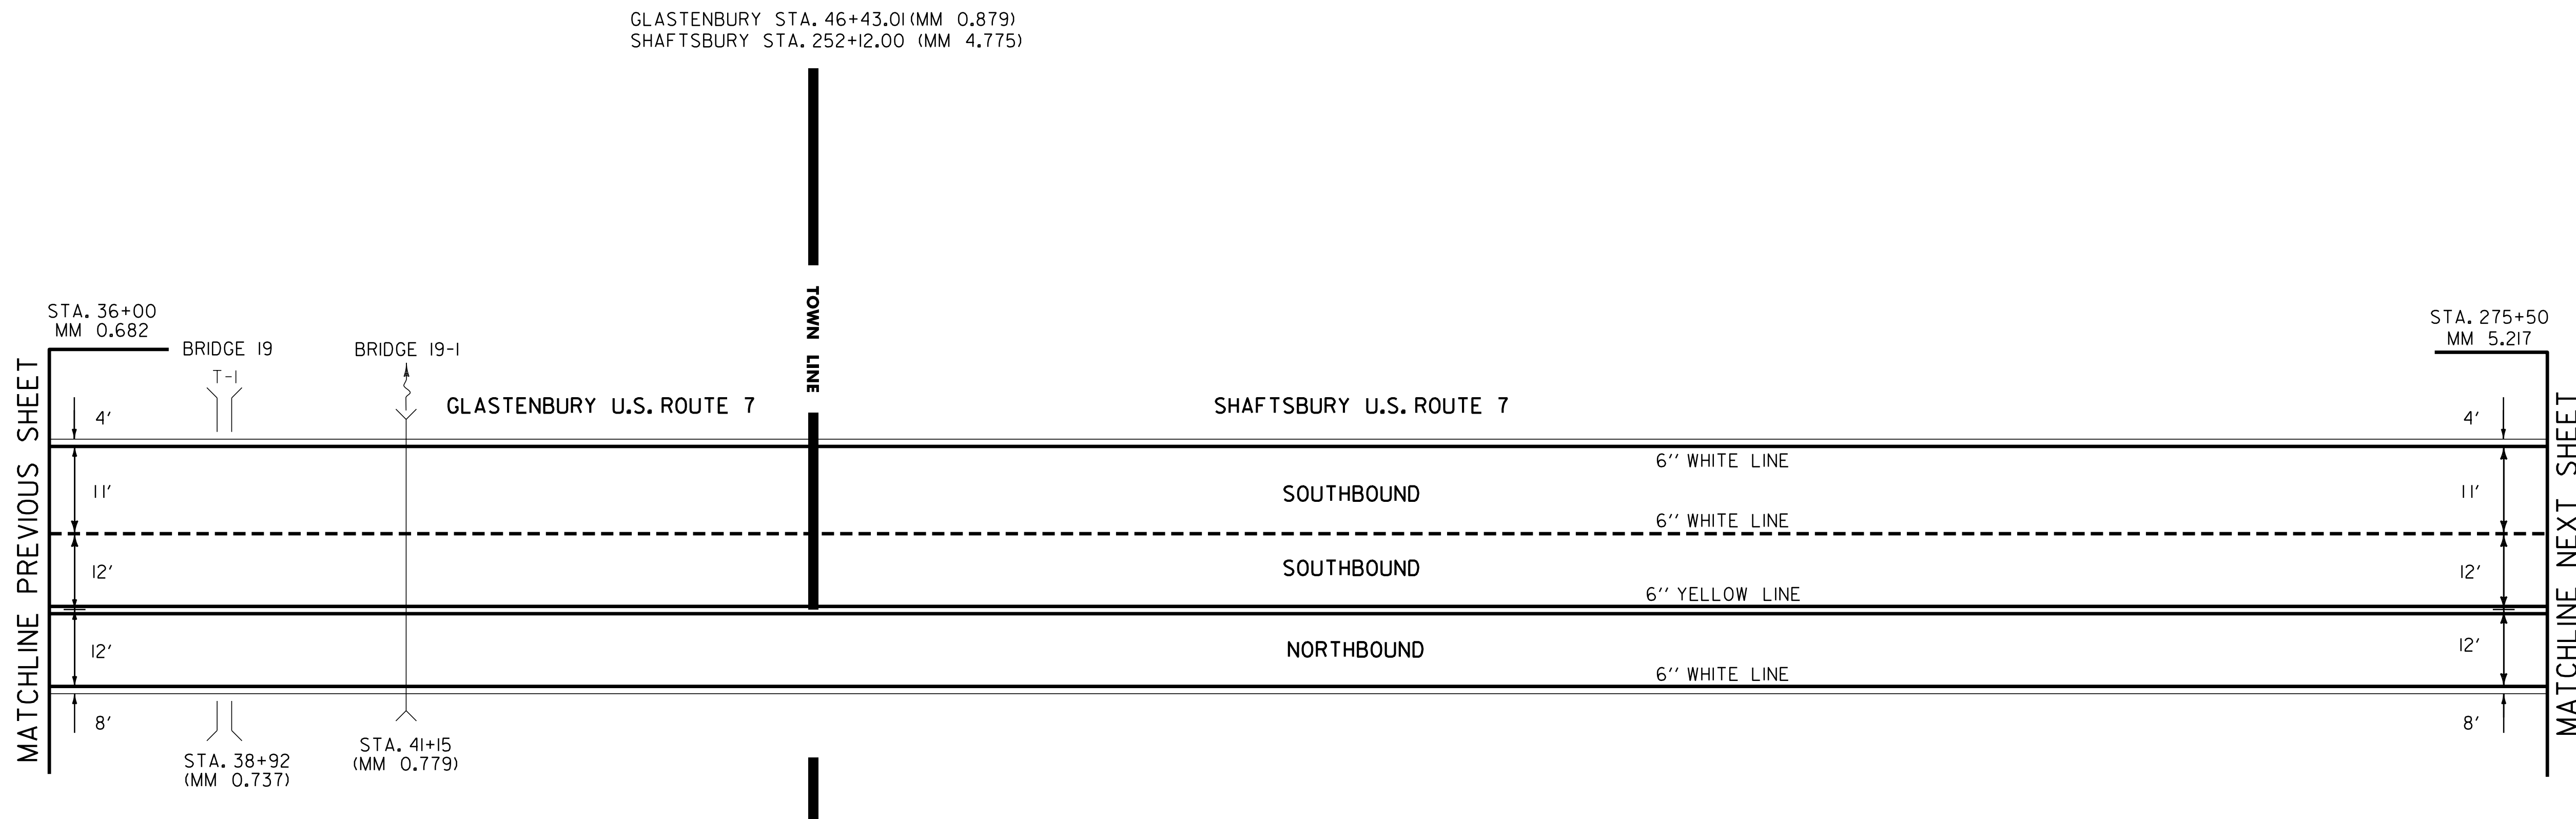 GLASTENBURY STA. 46+43.01 (MM 0.879)
SHAFTSBURY STA. 252+12.00 (MM 4.775)
TOWN LINE
STA. 36+00
MM 0.682
BRIDGE 19
T-1
BRIDGE 19-1
STA. 275+50
MM 5.217
MATCHLINE PREVIOUS SHEET
MATCHLINE NEXT SHEET
GLASTENBURY U.S. ROUTE 7
SHAFTSBURY U.S. ROUTE 7
4'
4'
6'' WHITE LINE
11'
SOUTHBOUND
11'
6'' WHITE LINE
12'
SOUTHBOUND
12'
6'' YELLOW LINE
12'
NORTHBOUND
12'
6'' WHITE LINE
8'
8'
STA. 38+92
(MM 0.737)
STA. 41+15
(MM 0.779)